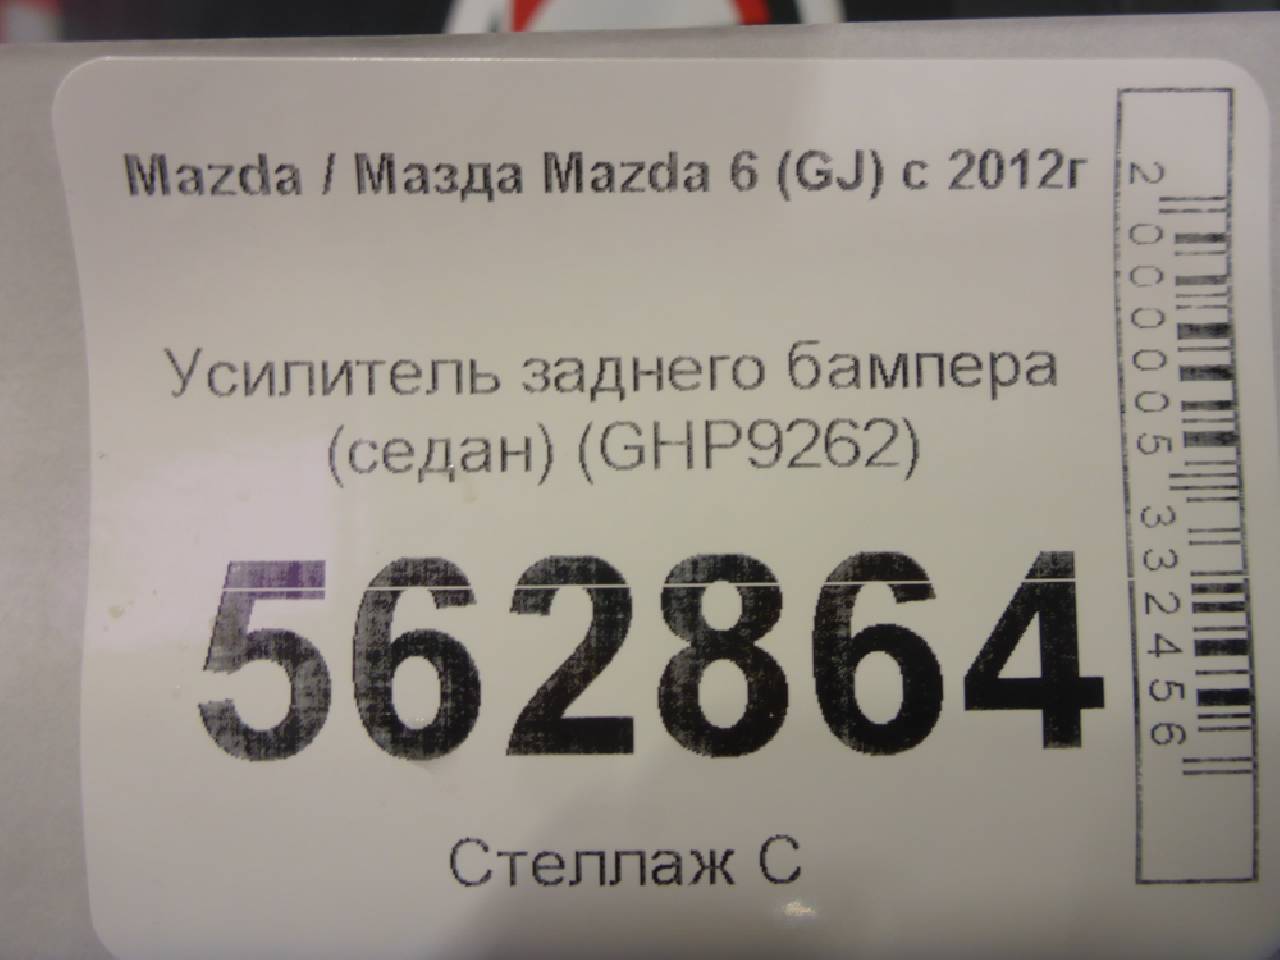 Mazda / Мазда Mazda 6 (GJ) с 2012г
Усилитель заднего бампера
(седан) (GHP9262)
562864
Стеллаж С
2000005332456